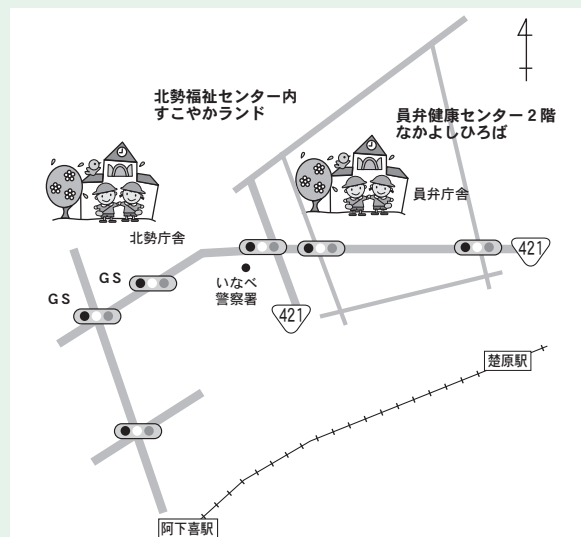 北勢福祉センター内
すこやかランド
員弁健康センター2階
なかよしひろば
員弁庁舎
北勢庁舎
421
GS
GS
いなべ
警察署
421
楚原駅
阿下喜駅